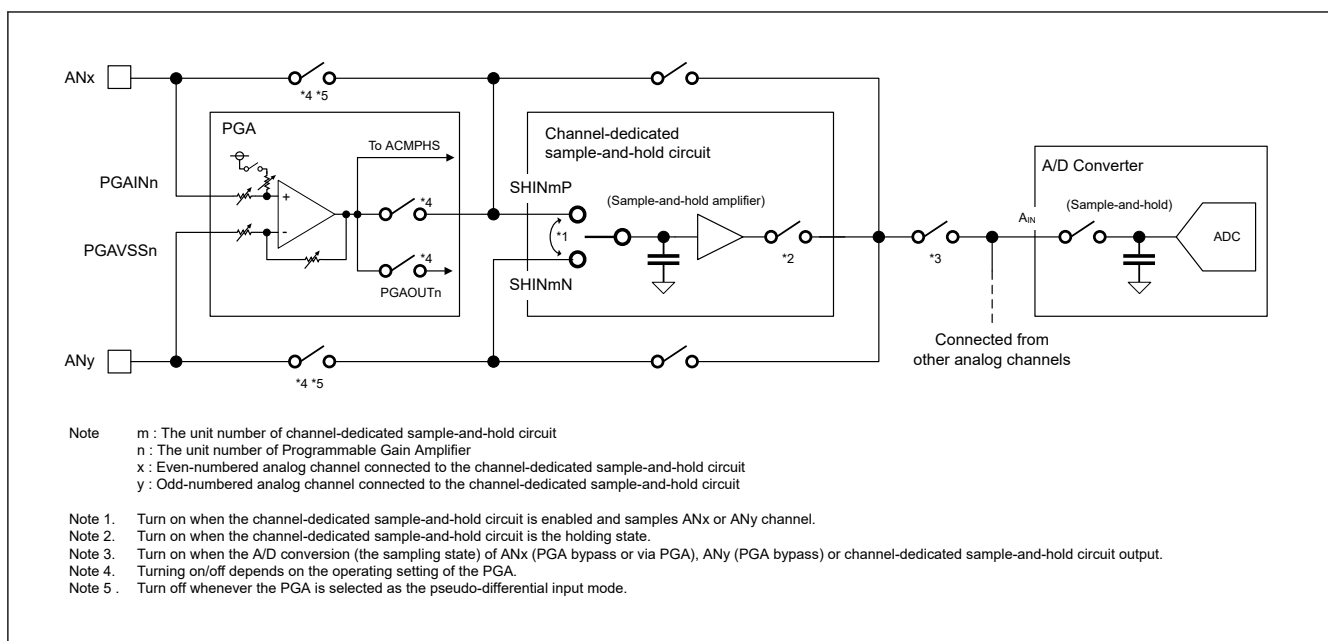 ANx
*4 *5
PGA
To ACMPHS
Channel-dedicated
sample-and-hold circuit
A/D Converter
PGAINn
+
*4
SHINmP
(Sample-and-hold amplifier)
*1
*2
*3
AIN
(Sample-and-hold)
ADC
PGAVSSn
-
*4
PGAOUTn
SHINmN
Connected from
other analog channels
ANy
*4 *5
Note m : The unit number of channel-dedicated sample-and-hold circuit
n : The unit number of Programmable Gain Amplifier
x : Even-numbered analog channel connected to the channel-dedicated sample-and-hold circuit
y : Odd-numbered analog channel connected to the channel-dedicated sample-and-hold circuit
Note 1. Turn on when the channel-dedicated sample-and-hold circuit is enabled and samples ANx or ANy channel.
Note 2. Turn on when the channel-dedicated sample-and-hold circuit is the holding state.
Note 3. Turn on when the A/D conversion (the sampling state) of ANx (PGA bypass or via PGA), ANy (PGA bypass) or channel-dedicated sample-and-hold circuit output.
Note 4. Turning on/off depends on the operating setting of the PGA.
Note 5 . Turn off whenever the PGA is selected as the pseudo-differential input mode.